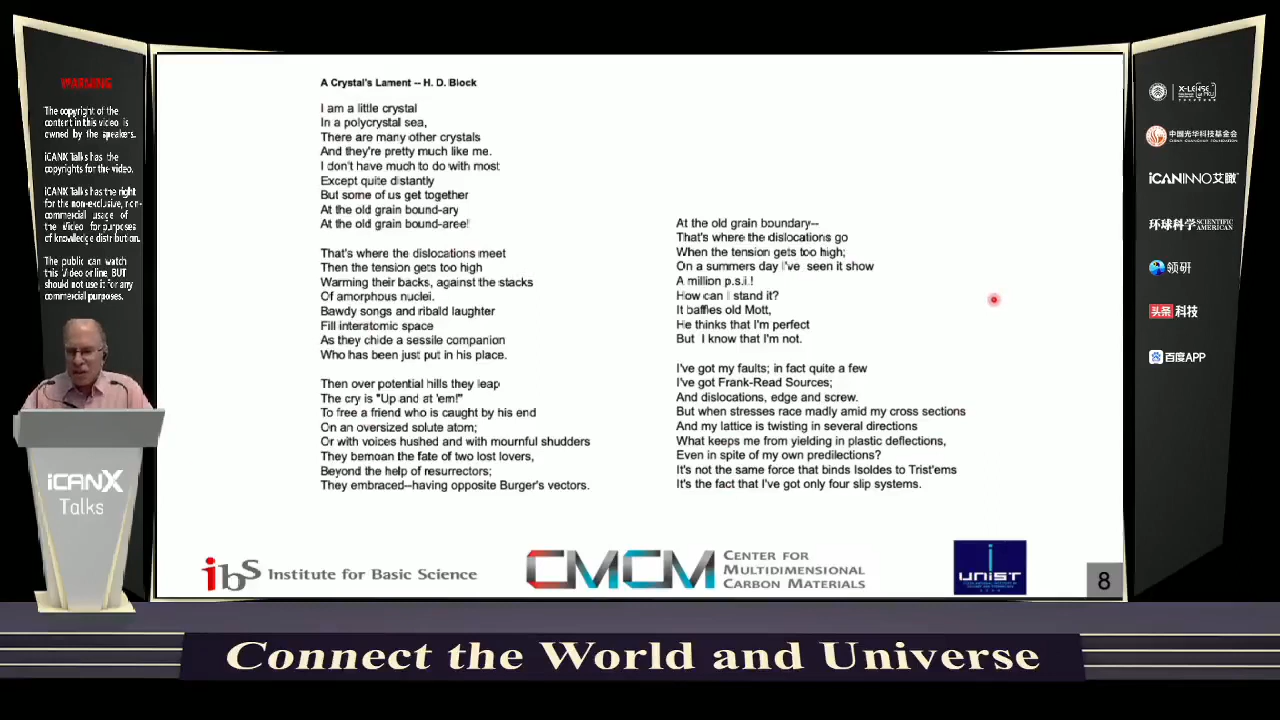 WARNING
The copyright of the
content in this video is
owned by the speakers.
iCANX Talks has the
copyrights for the video.
iCANX Talks has the right
for the non-exclusive, non-
commercial usage of
the Video for purposes
of knowledge distribution.
The public can watch
this Video online, BUT
should not use it for any
commercial purposes.
iCANX
Talks
A Crystal's Lament -- H. D. Block
I am a little crystal
In a polycrystal sea,
There are many other crystals
And they're pretty much like me.
I don't have much to do with most
Except quite distantly
But some of us get together
At the old grain bound-ary
At the old grain bound-aree!
That's where the dislocations meet
Then the tension gets too high
Warming their backs, against the stacks
Of amorphous nuclei.
Bawdy songs and ribald laughter
Fill interatomic space
As they chide a sessile companion
Who has been just put in his place.
Then over potential hills they leap
The cry is "Up and at 'em!"
To free a friend who is caught by his end
On an oversized solute atom;
Or with voices hushed and with mournful shudders
They bemoan the fate of two lost lovers,
Beyond the help of resurrectors;
They embraced--having opposite Burger's vectors.
At the old grain boundary--
That's where the dislocations go
When the tension gets too high;
On a summers day I've seen it show
A million p.s.i.!
How can I stand it?
It baffles old Mott,
He thinks that I'm perfect
But I know that I'm not.
I've got my faults; in fact quite a few
I've got Frank-Read Sources;
And dislocations, edge and screw.
But when stresses race madly amid my cross sections
And my lattice is twisting in several directions
What keeps me from yielding in plastic deflections,
Even in spite of my own predilections?
It's not the same force that binds Isoldes to Trist'ems
It's the fact that I've got only four slip systems.
ibS Institute for Basic Science
CMCM
CENTER FOR
MULTIDIMENSIONAL
CARBON MATERIALS
UNIST
8
X-LENSE
中国光华科技基金会
iCANINNO艾瞰
环球科学 SCIENTIFIC AMERICAN
领研
头条 科技
百度APP
Connect the World and Universe